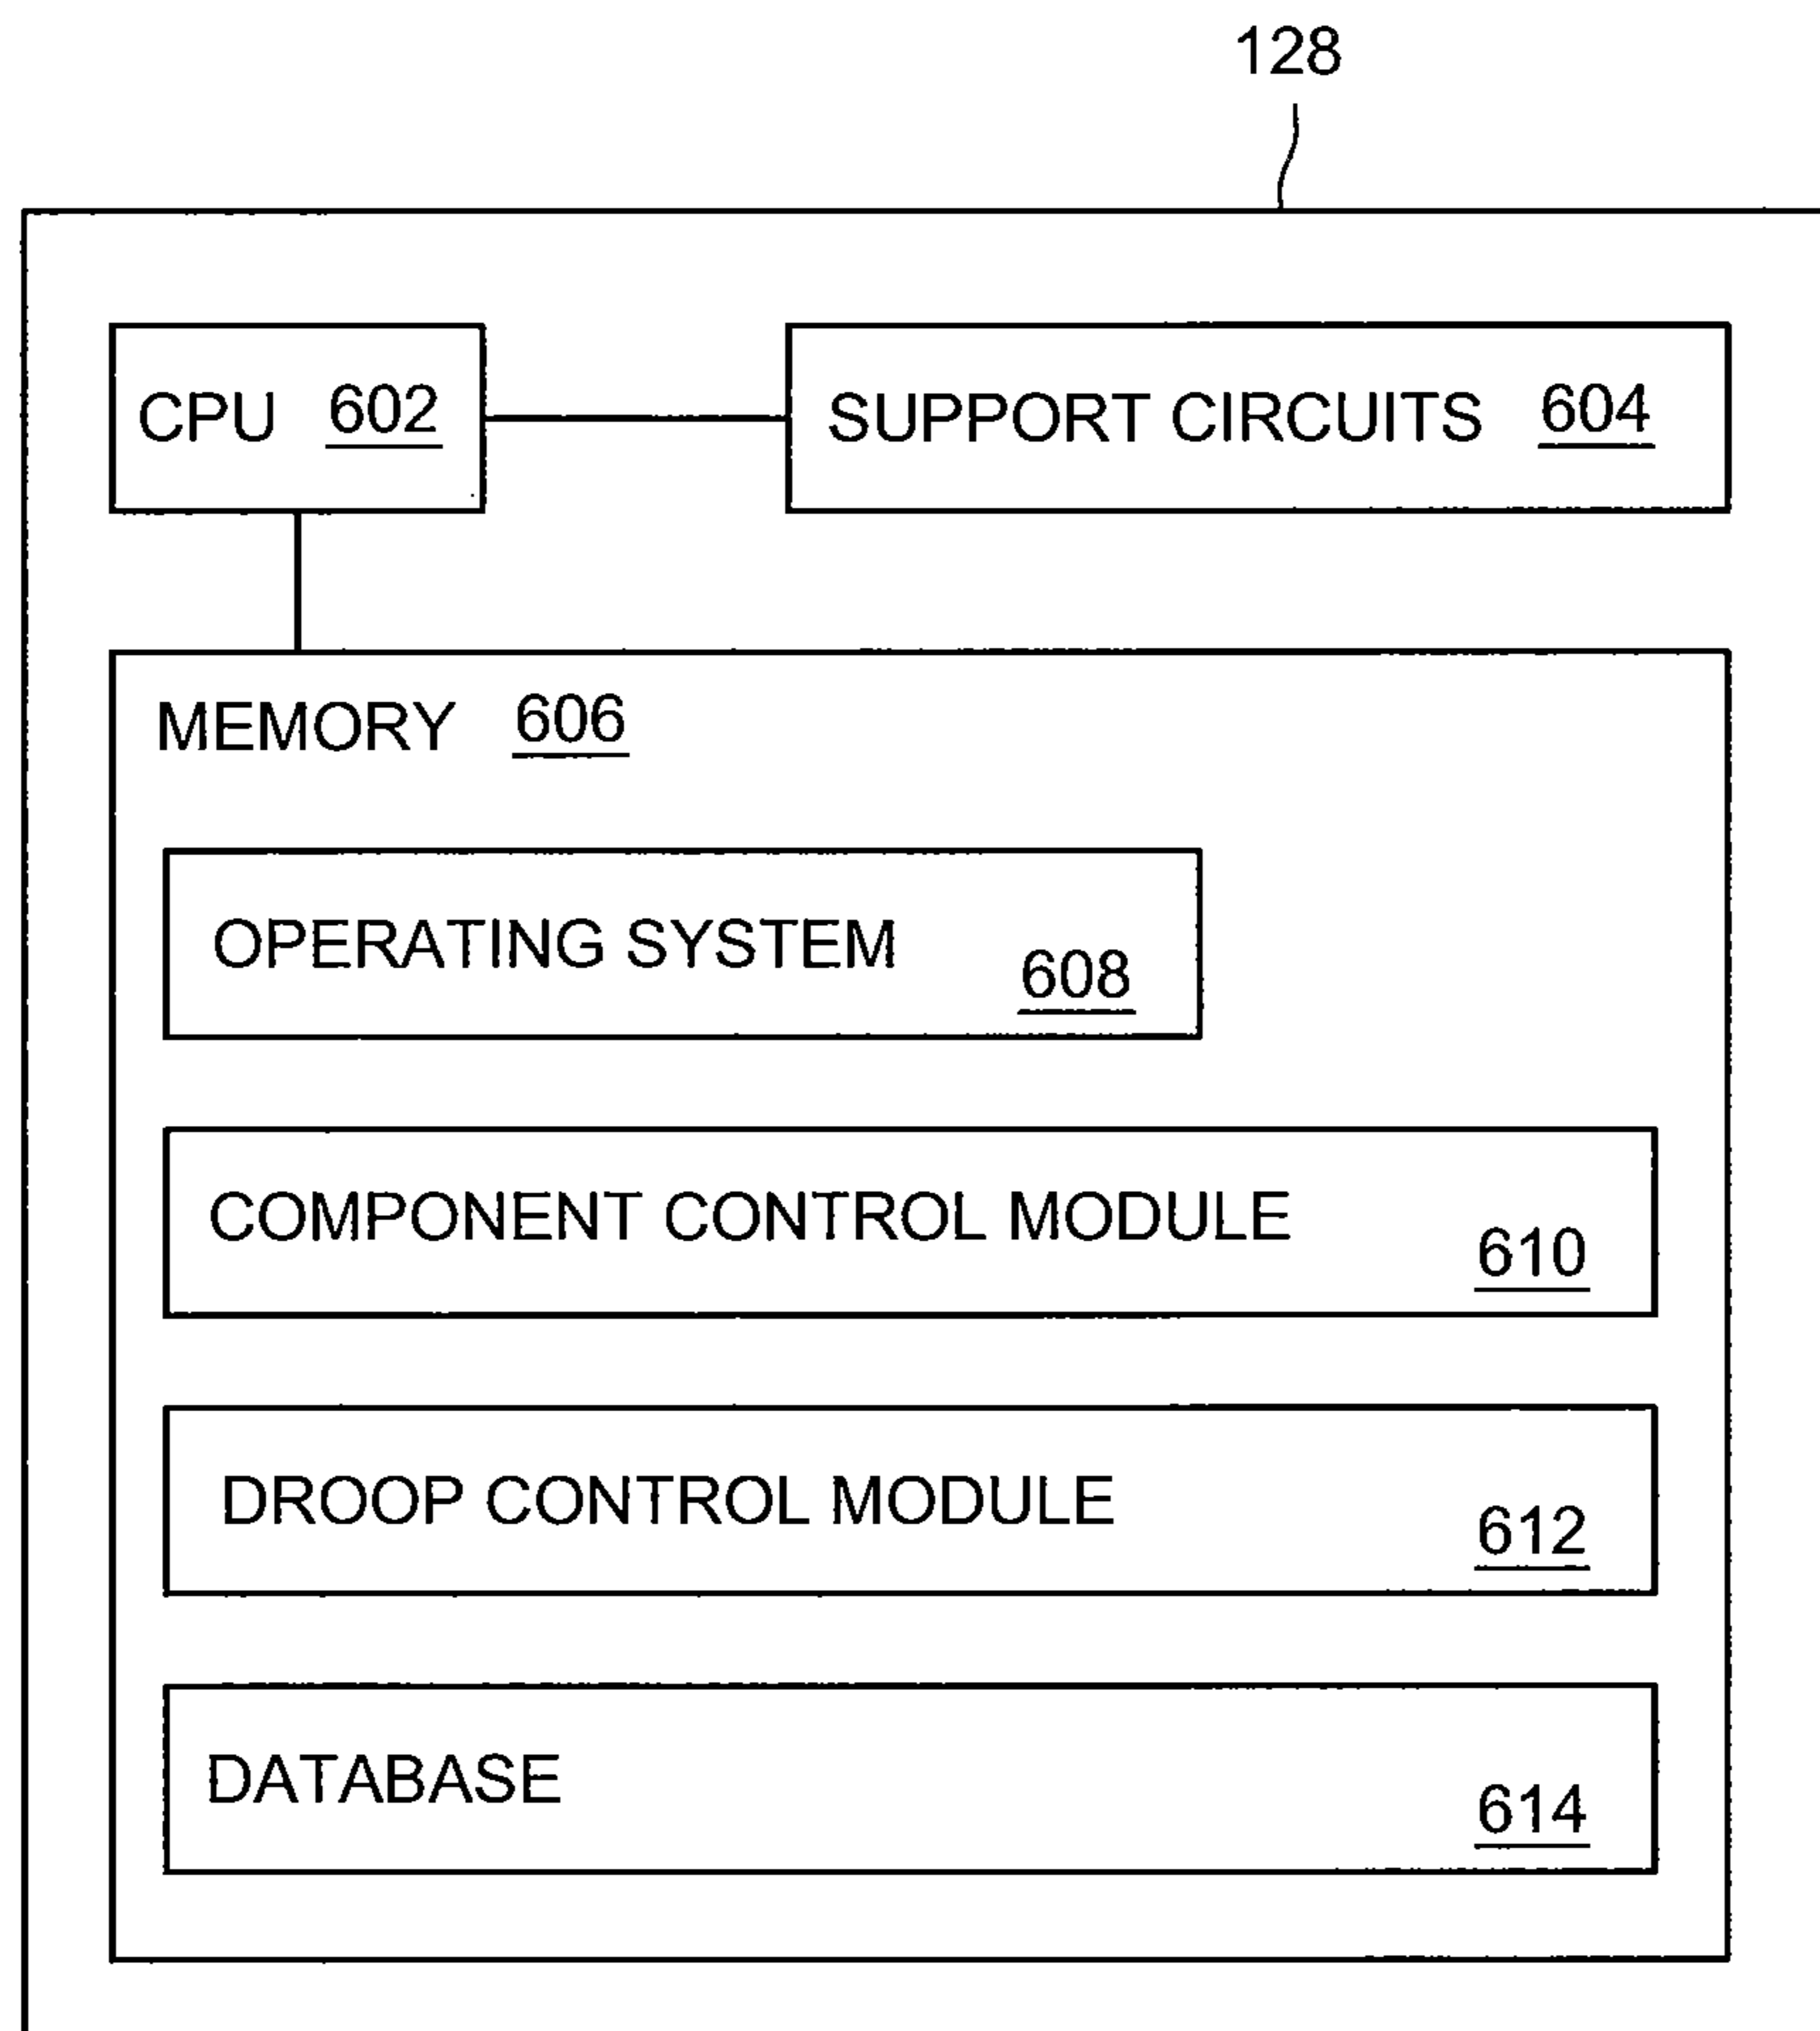 128
CPU 602
SUPPORT CIRCUITS 604
MEMORY 606
OPERATING SYSTEM 608
COMPONENT CONTROL MODULE 610
DROOP CONTROL MODULE 612
DATABASE 614